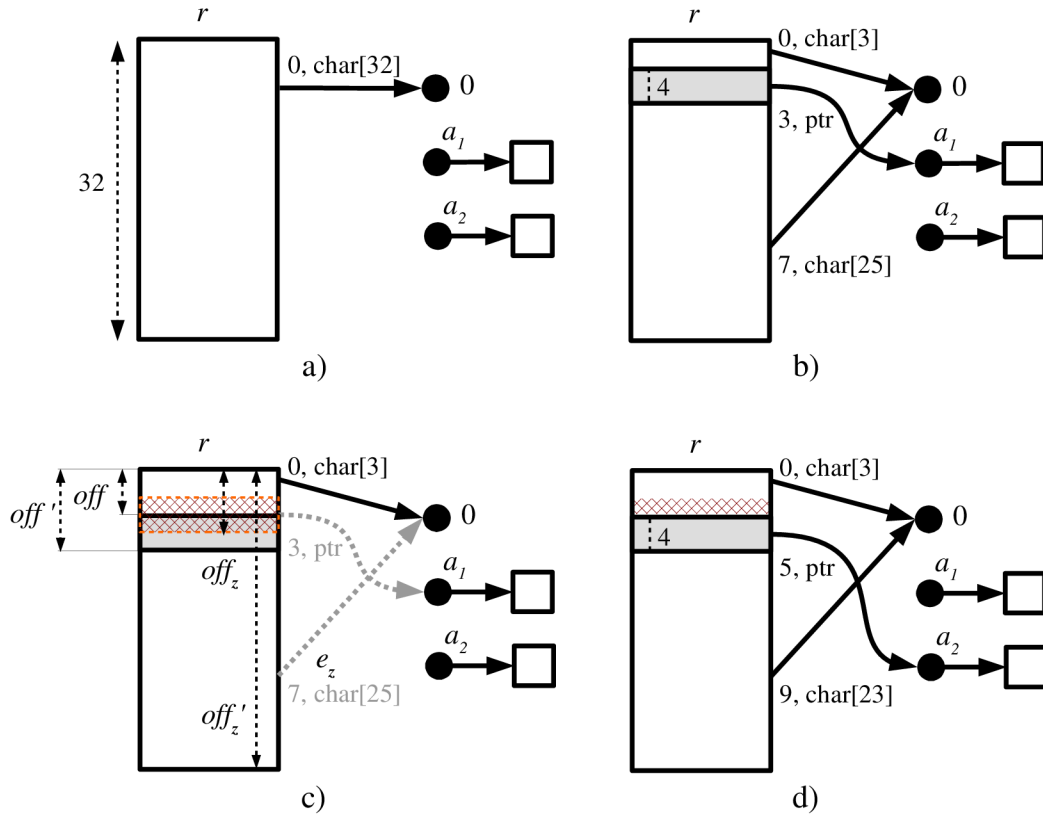 r
0, char[32]
0
a1
32
a2
a)
r
0, char[3]
0
4
3, ptr
a1
a2
7, char[25]
b)
r
0, char[3]
off
off '
0
3, ptr
offz
a1
a2
ez
7, char[25]
offz'
c)
r
0, char[3]
0
4
5, ptr
a1
a2
9, char[23]
d)